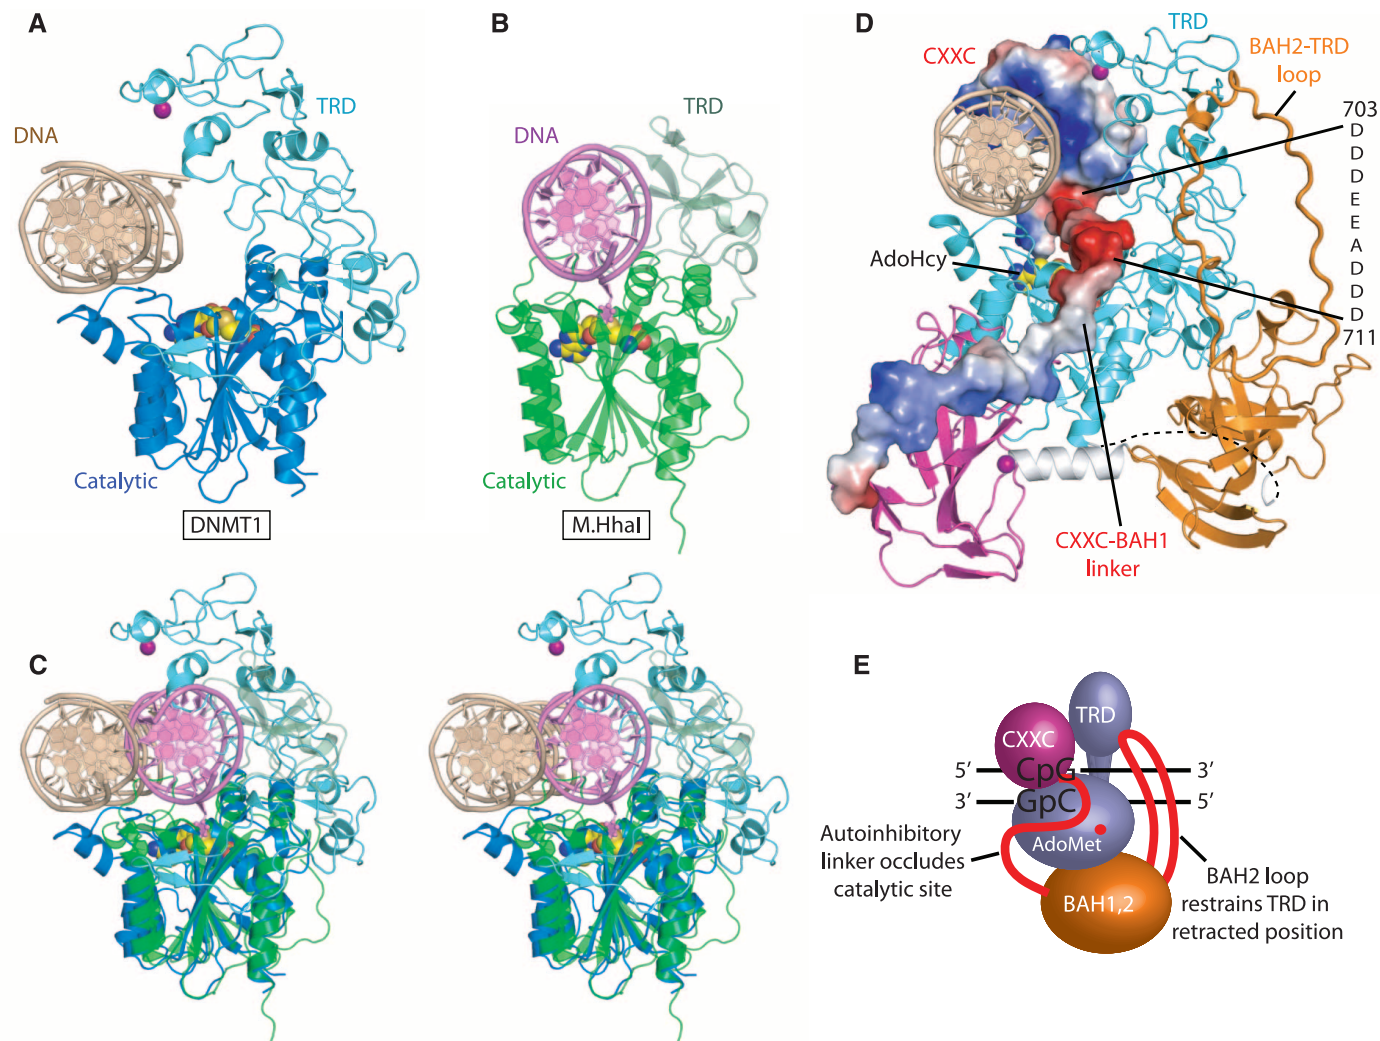 A
TRD
DNA
Catalytic
DNMT1
B
TRD
DNA
Catalytic
M.HhaI
C
D
TRD
CXXC
BAH2-TRD
loop
703
D
D
D
E
E
A
D
D
D
711
AdoHcy
CXXC-BAH1
linker
E
TRD
CXXC
5′ CpG 3′
3′ GpC 5′
AdoMet
Autoinhibitory
linker occludes
catalytic site
BAH1,2
BAH2 loop
restrains TRD in
retracted position